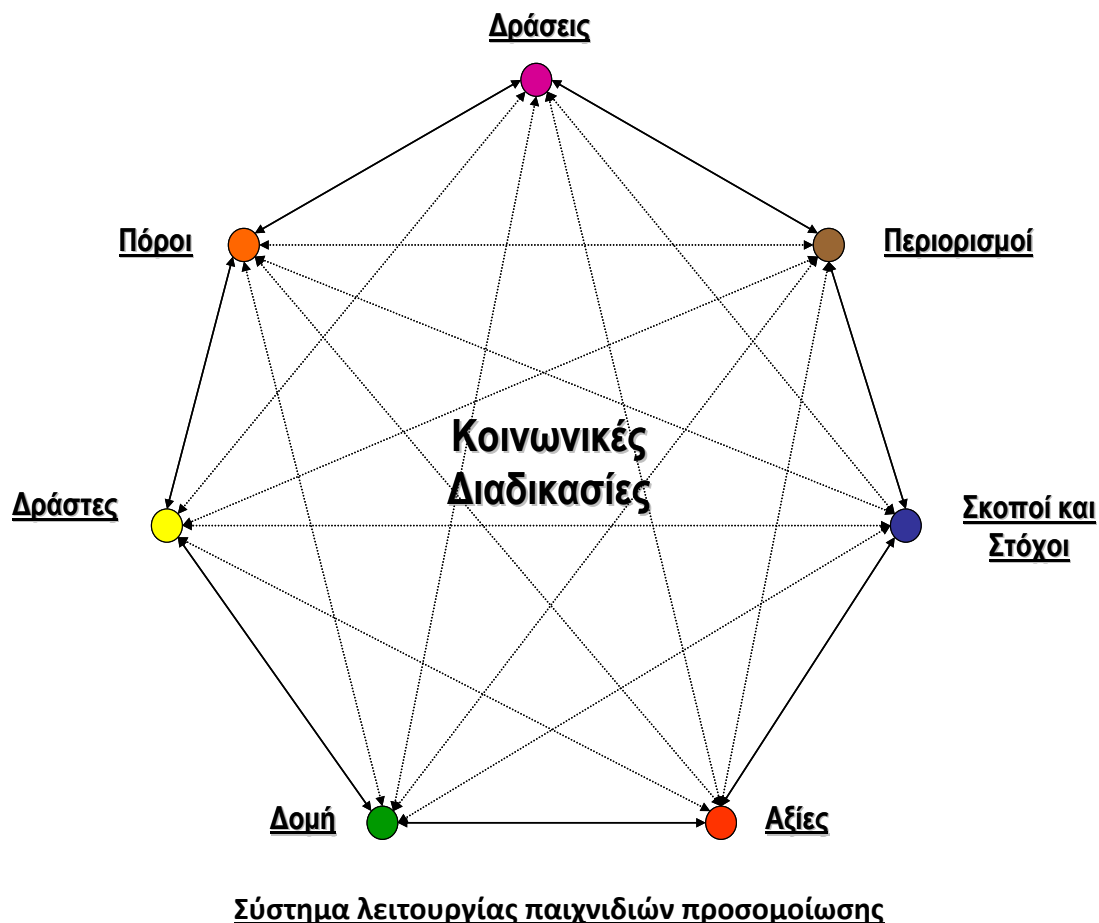 Δράσεις
Πόροι
Περιορισμοί
Κοινωνικές
Διαδικασίες
Δράστες
Σκοποί και
Στόχοι
Δομή
Αξίες
Σύστημα λειτουργίας παιχνιδιών προσομοίωσης